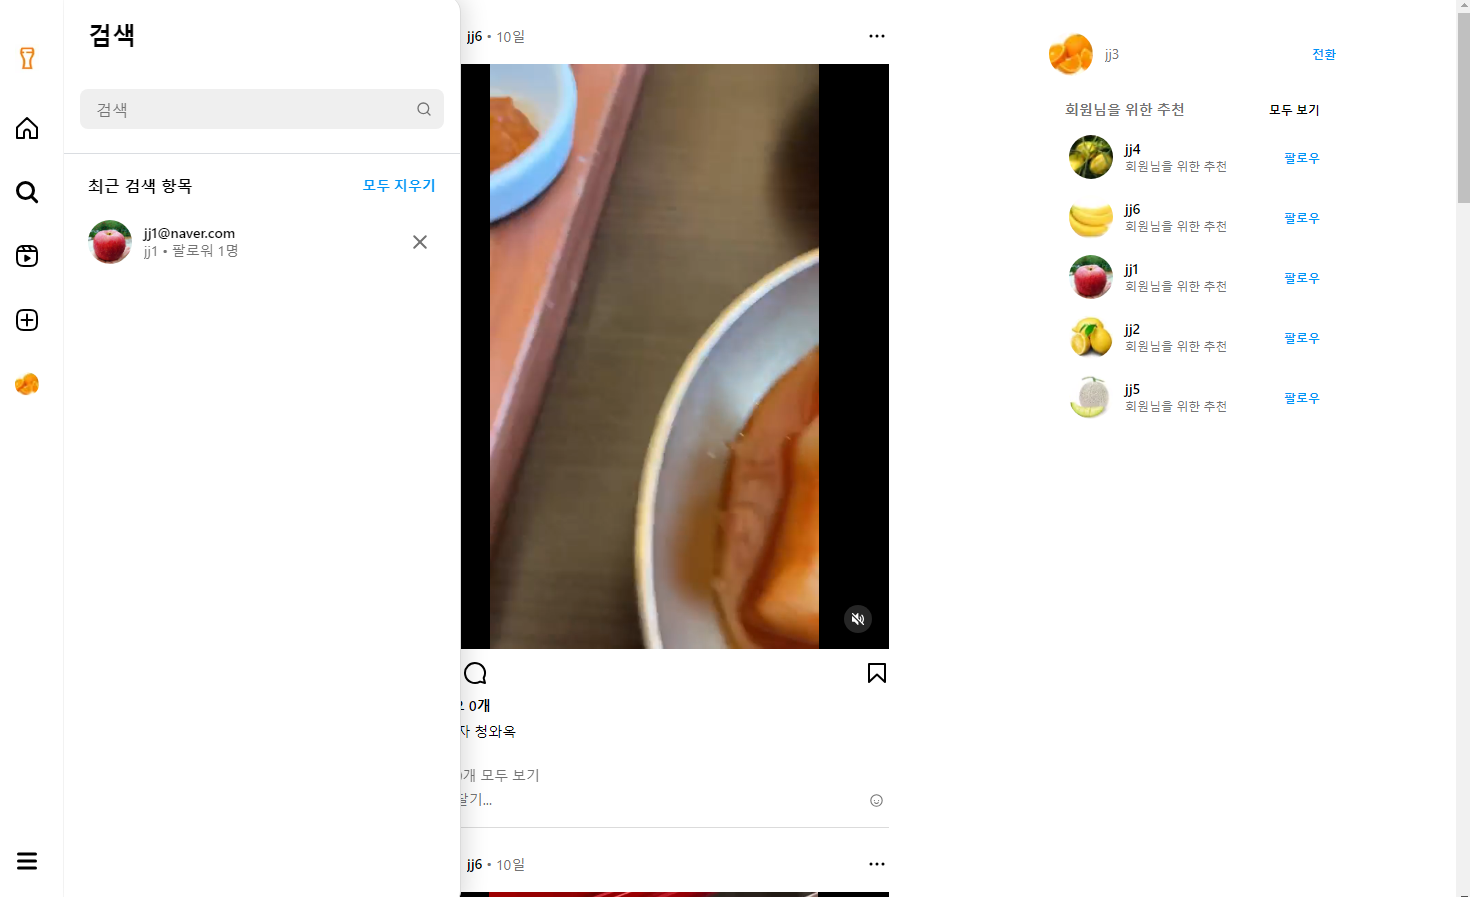 검색
검색
최근 검색 항목
모두 지우기
jj1@naver.com
jj1 • 팔로워 1명
jj6 • 10일
0개
청와옥
모두 보기
달기...
jj6 • 10일
jj3
전환
회원님을 위한 추천
모두 보기
jj4
회원님을 위한 추천
팔로우
jj6
회원님을 위한 추천
팔로우
jj1
회원님을 위한 추천
팔로우
jj2
회원님을 위한 추천
팔로우
jj5
회원님을 위한 추천
팔로우